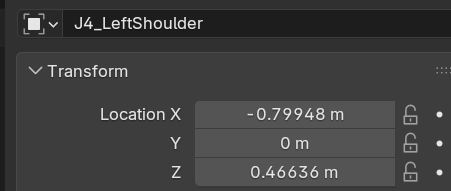 J4_LeftShoulder
Transform
Location X -0.79948 m
Y 0 m
Z 0.46636 m